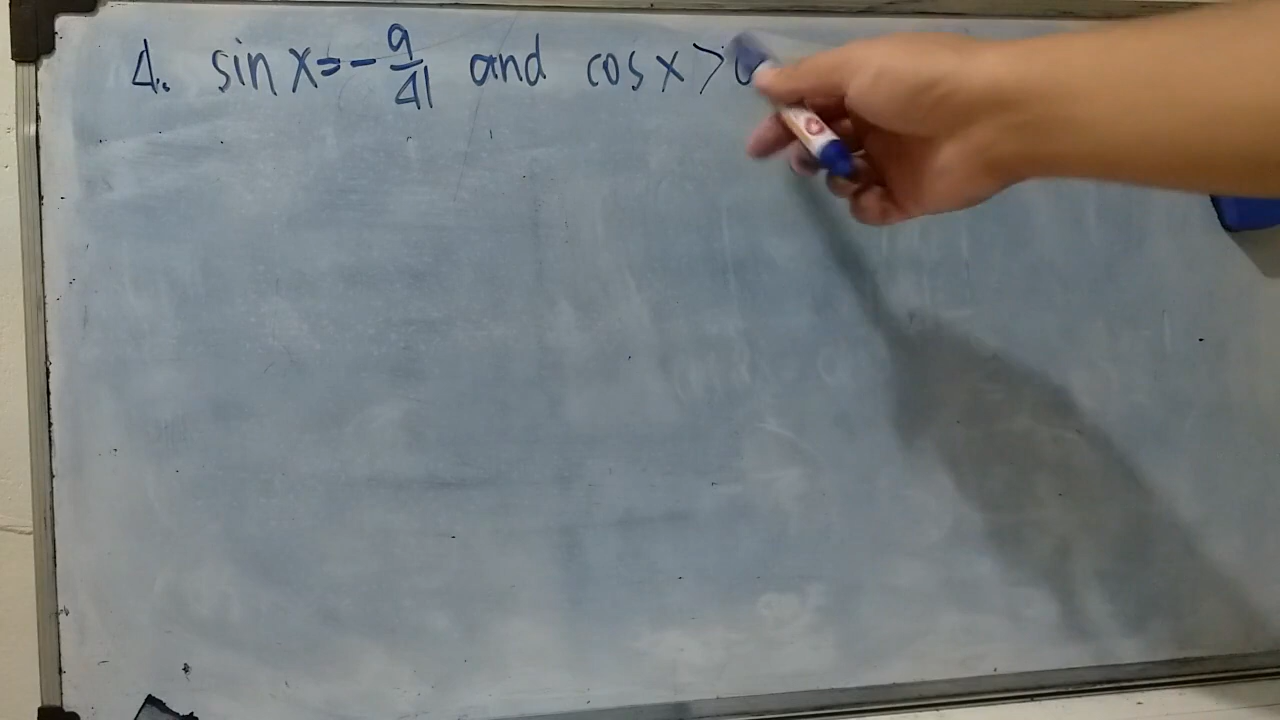 4. sin x = - 9/41 and cos x > 0